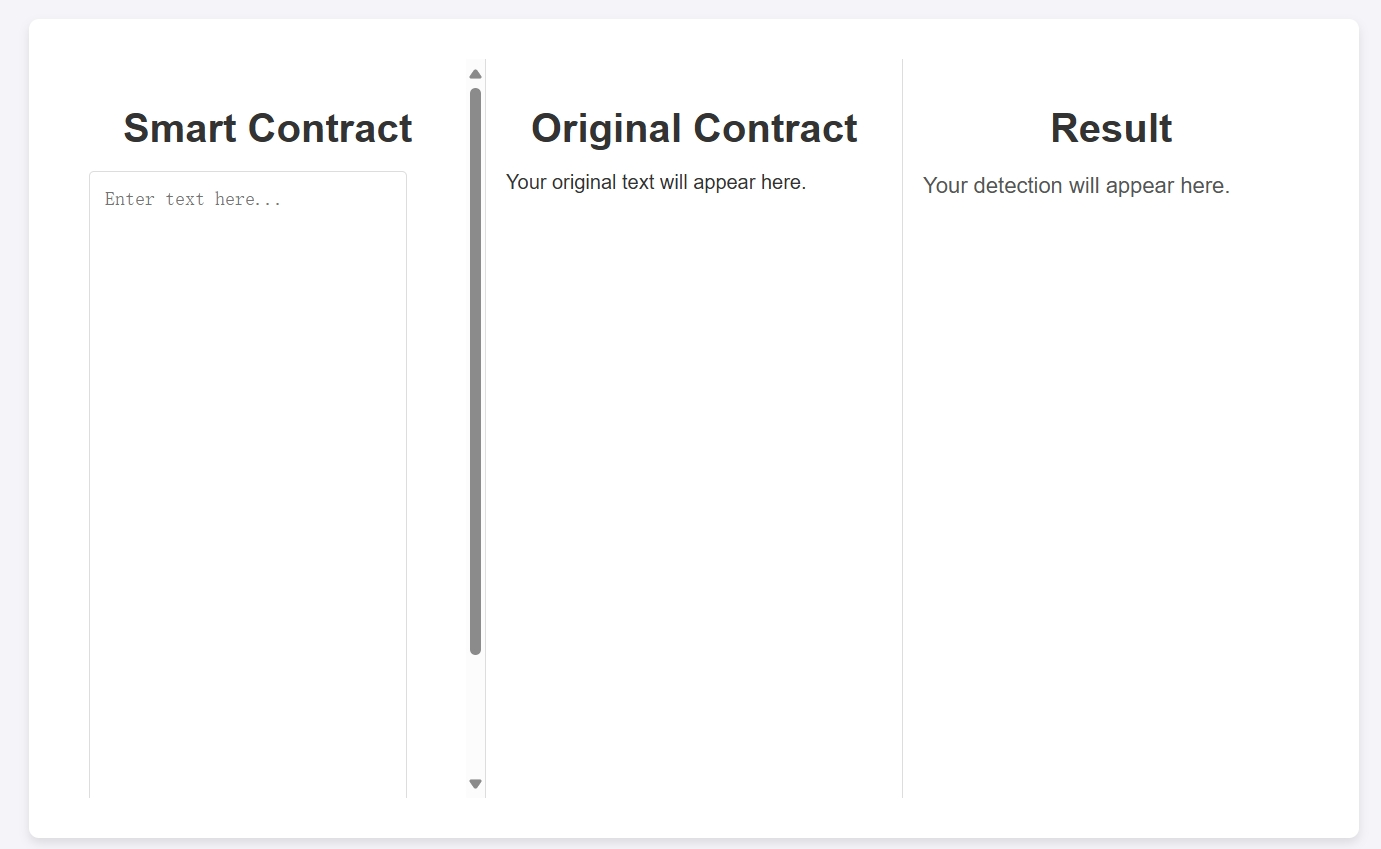 Smart Contract
Enter text here...
Original Contract
Your original text will appear here.
Result
Your detection will appear here.